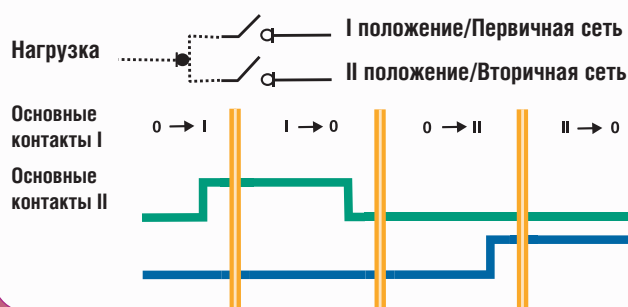 I положение/Первичная сеть
Нагрузка
II положение/Вторичная сеть
Основные
контакты I
0 → I I → 0 0 → II II → 0
Основные
контакты II